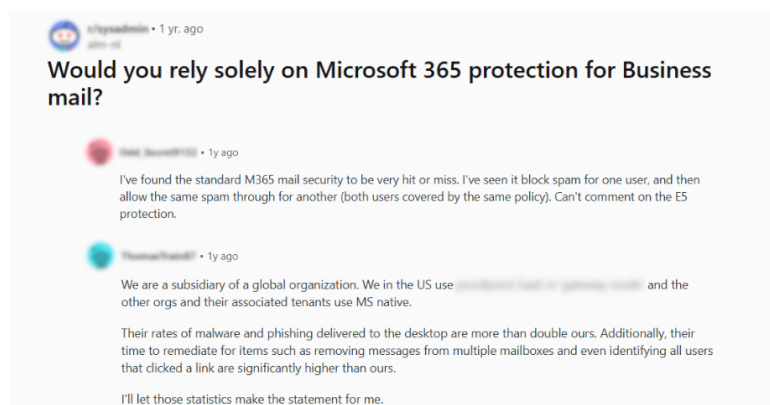 r/sysadmin • 1 yr. ago
Would you rely solely on Microsoft 365 protection for Business
mail?
• 1y ago
I've found the standard M365 mail security to be very hit or miss. I've seen it block spam for one user, and then
allow the same spam through for another (both users covered by the same policy). Can't comment on the E5
protection.
• 1y ago
We are a subsidiary of a global organization. We in the US use and the
other orgs and their associated tenants use MS native.
Their rates of malware and phishing delivered to the desktop are more than double ours. Additionally, their
time to remediate for items such as removing messages from multiple mailboxes and even identifying all users
that clicked a link are significantly higher than ours.
I'll let those statistics make the statement for me.